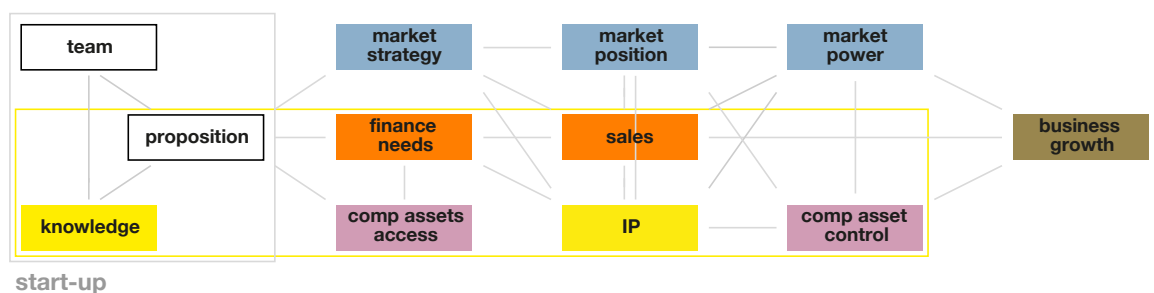 team
market
strategy
market
position
market
power
proposition
finance
needs
sales
business
growth
knowledge
comp assets
access
IP
comp asset
control
start-up